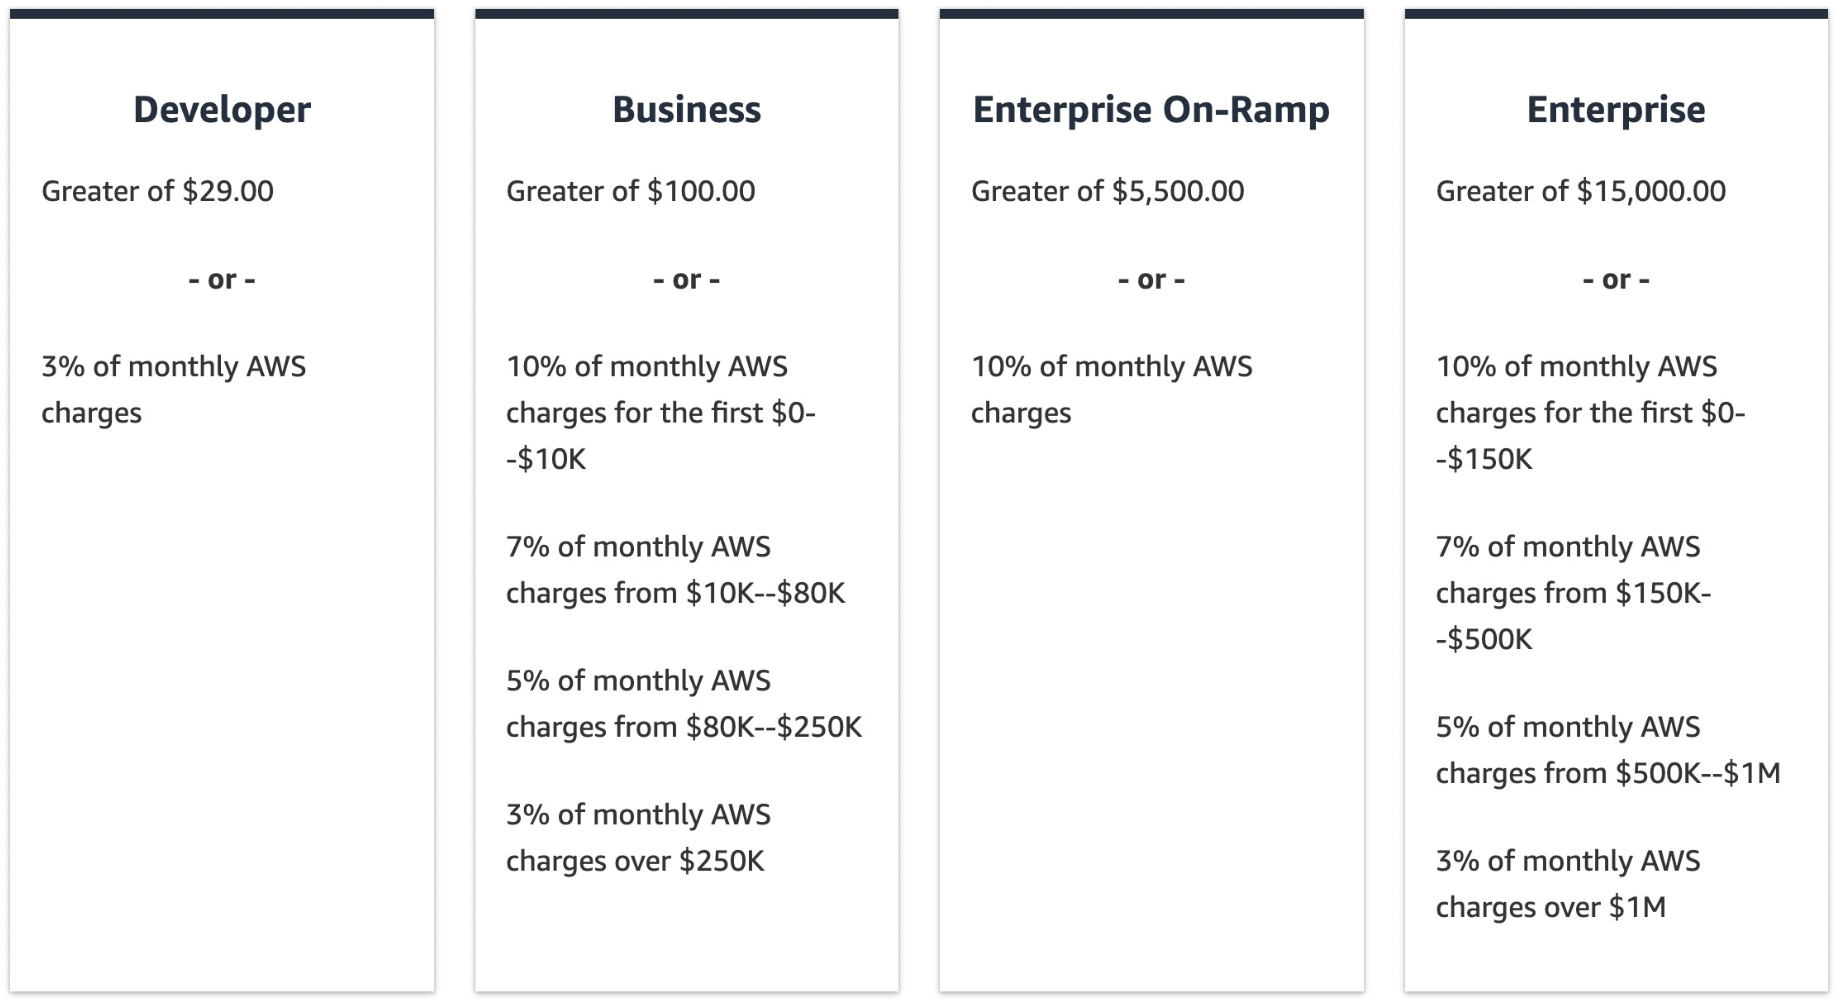 Developer
Greater of $29.00
- or -
3% of monthly AWS
charges
Business
Greater of $100.00
- or -
10% of monthly AWS
charges for the first $0-
-$10K
7% of monthly AWS
charges from $10K--$80K
5% of monthly AWS
charges from $80K--$250K
3% of monthly AWS
charges over $250K
Enterprise On-Ramp
Greater of $5,500.00
- or -
10% of monthly AWS
charges
Enterprise
Greater of $15,000.00
- or -
10% of monthly AWS
charges for the first $0-
-$150K
7% of monthly AWS
charges from $150K-
-$500K
5% of monthly AWS
charges from $500K--$1M
3% of monthly AWS
charges over $1M